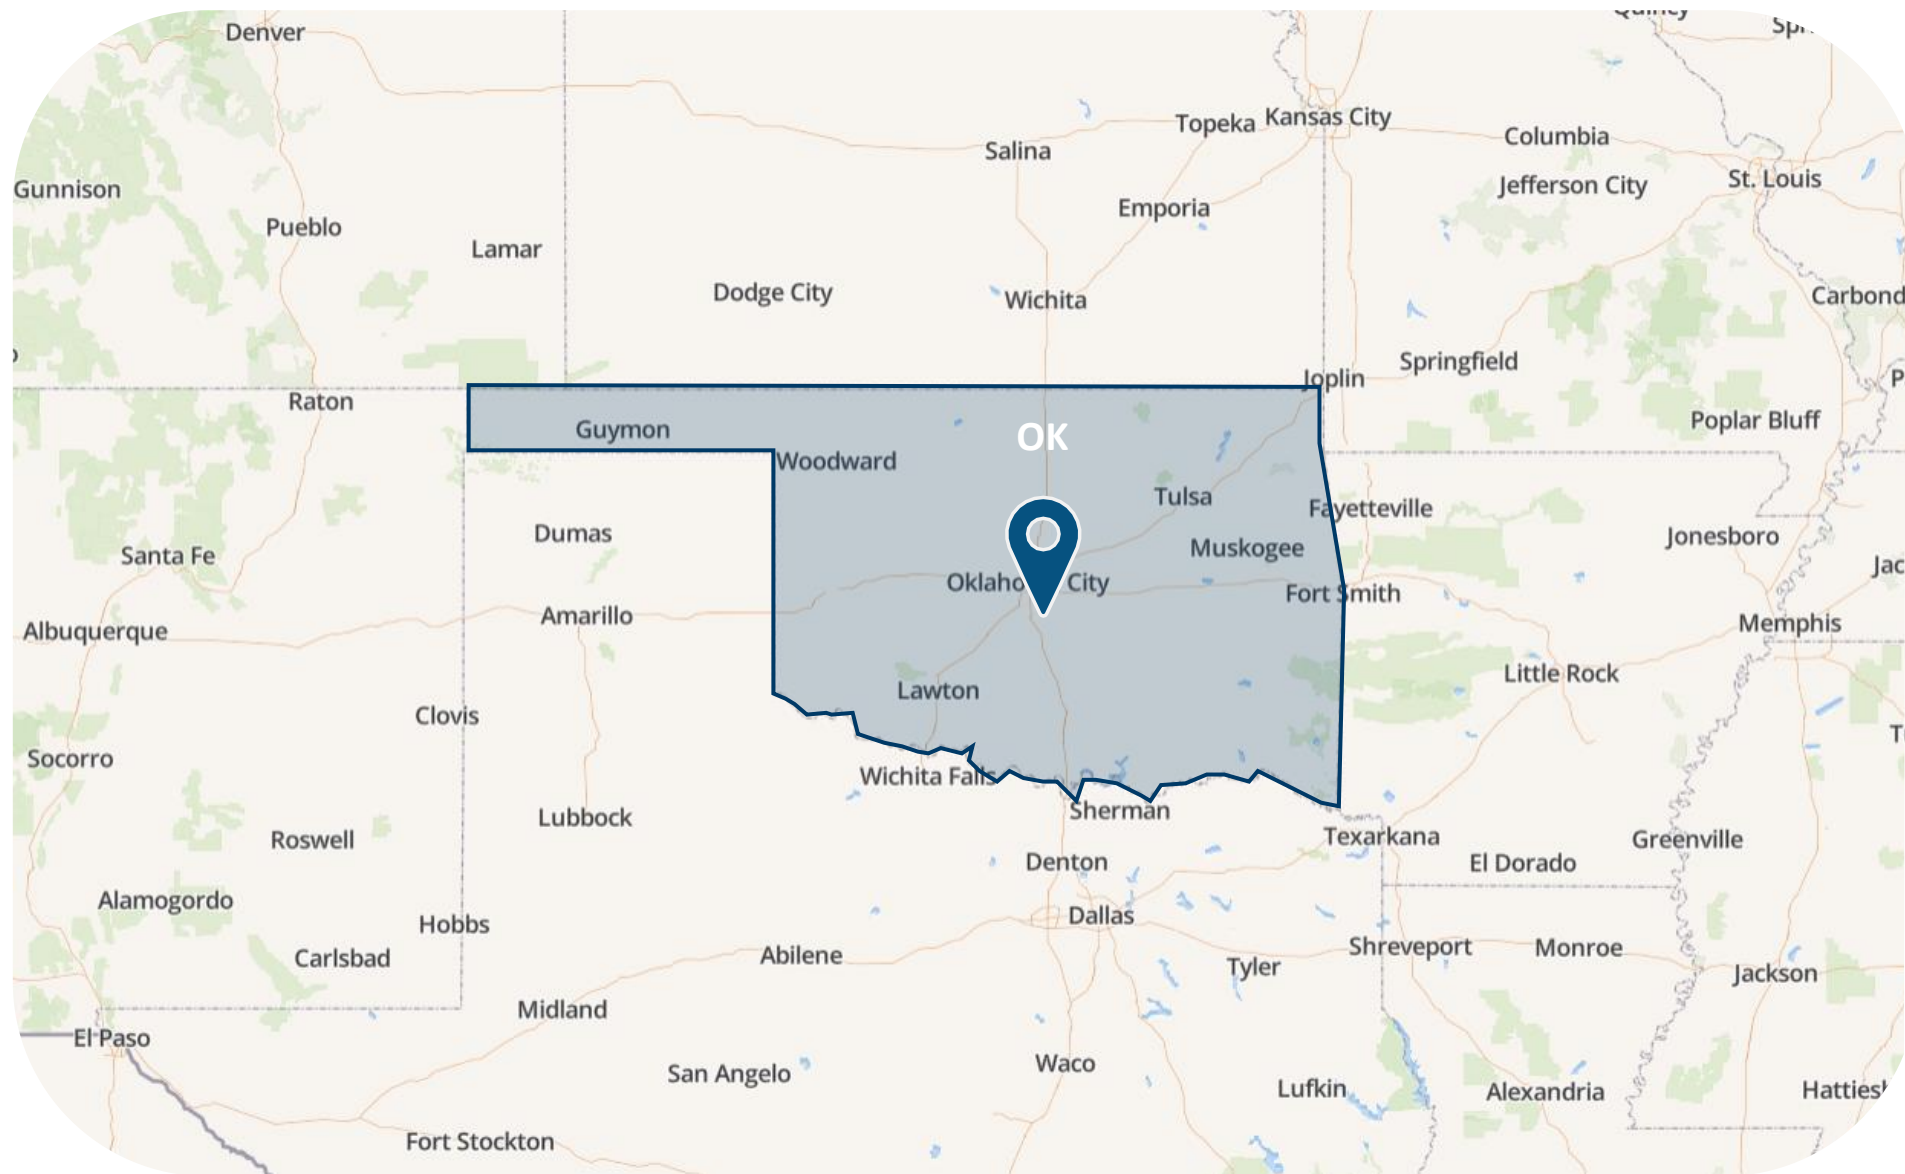 Denver
Topeka
Kansas City
Columbia
Salina
Gunnison
Jefferson City
St. Louis
Emporia
Pueblo
Lamar
Dodge City
Wichita
Carbond
Springfield
Joplin
Raton
Guymon
OK
Poplar Bluff
Woodward
Tulsa
Fayetteville
Dumas
Jonesboro
Santa Fe
Muskogee
Jac
Oklaho City
Fort Smith
Amarillo
Albuquerque
Memphis
Little Rock
Lawton
Clovis
Socorro
Wichita Falls
Sherman
Lubbock
Texarkana
Roswell
Greenville
Denton
El Dorado
Alamogordo
Dallas
Hobbs
Shreveport
Monroe
Abilene
Carlsbad
Tyler
Jackson
Midland
El Paso
Waco
San Angelo
Lufkin
Alexandria
Hatties
Fort Stockton